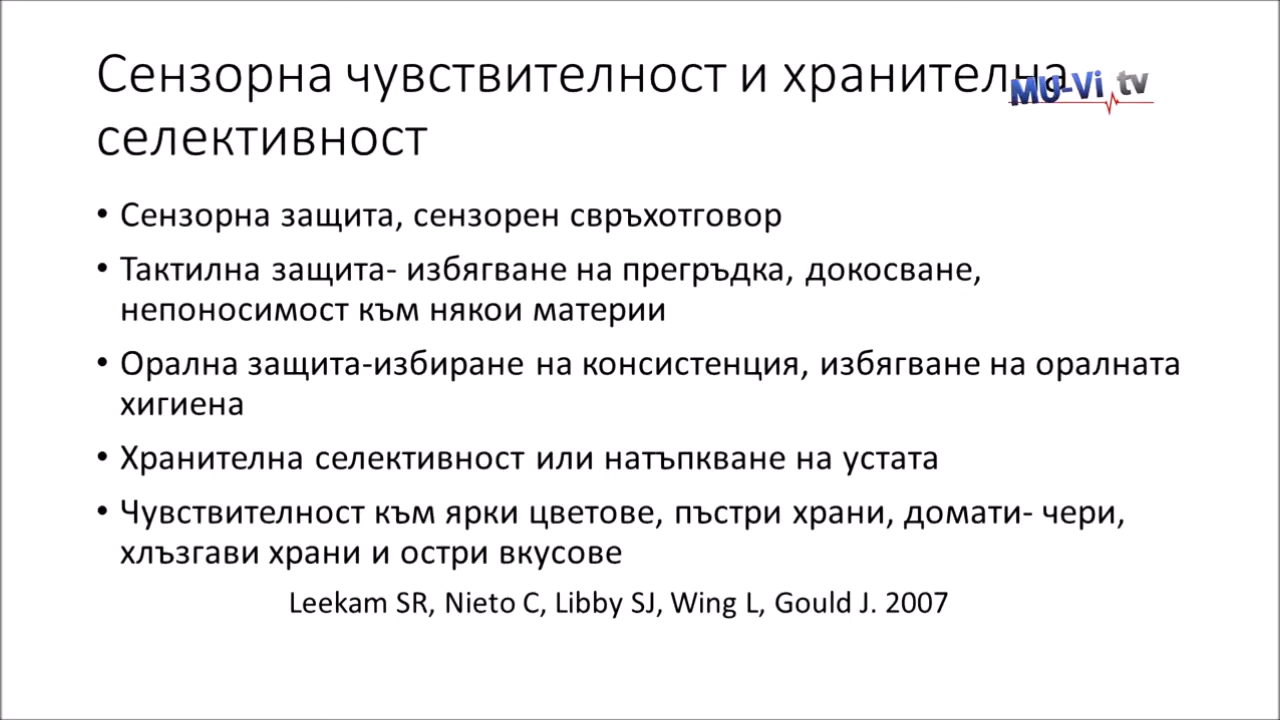 Сензорна чувствителност и хранителна
MU-Vi tv
селективност
• Сензорна защита, сензорен свръхотговор
• Тактилна защита- избягване на прегръдка, докосване,
непоносимост към някои материи
• Орална защита-избиране на консистенция, избягване на оралната
хигиена
• Хранителна селективност или натъпкване на устата
• Чувствителност към ярки цветове, пъстри храни, домати- чери,
хлъзгави храни и остри вкусове
Leekam SR, Nieto C, Libby SJ, Wing L, Gould J. 2007